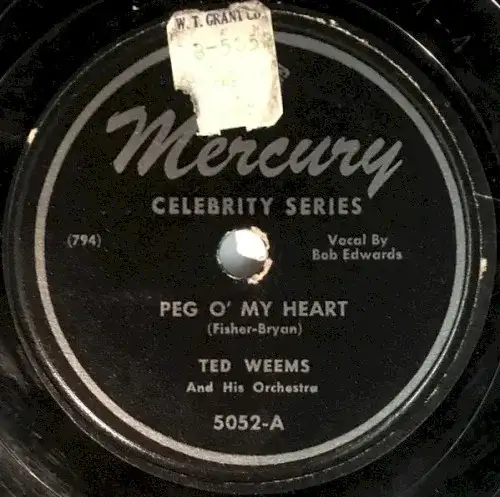 W. T. GRANT CO.
Mercury
CELEBRITY SERIES
(794)
Vocal By
Bob Edwards
PEG O' MY HEART
(Fisher-Bryan)
TED WEEMS
And His Orchestra
5052-A